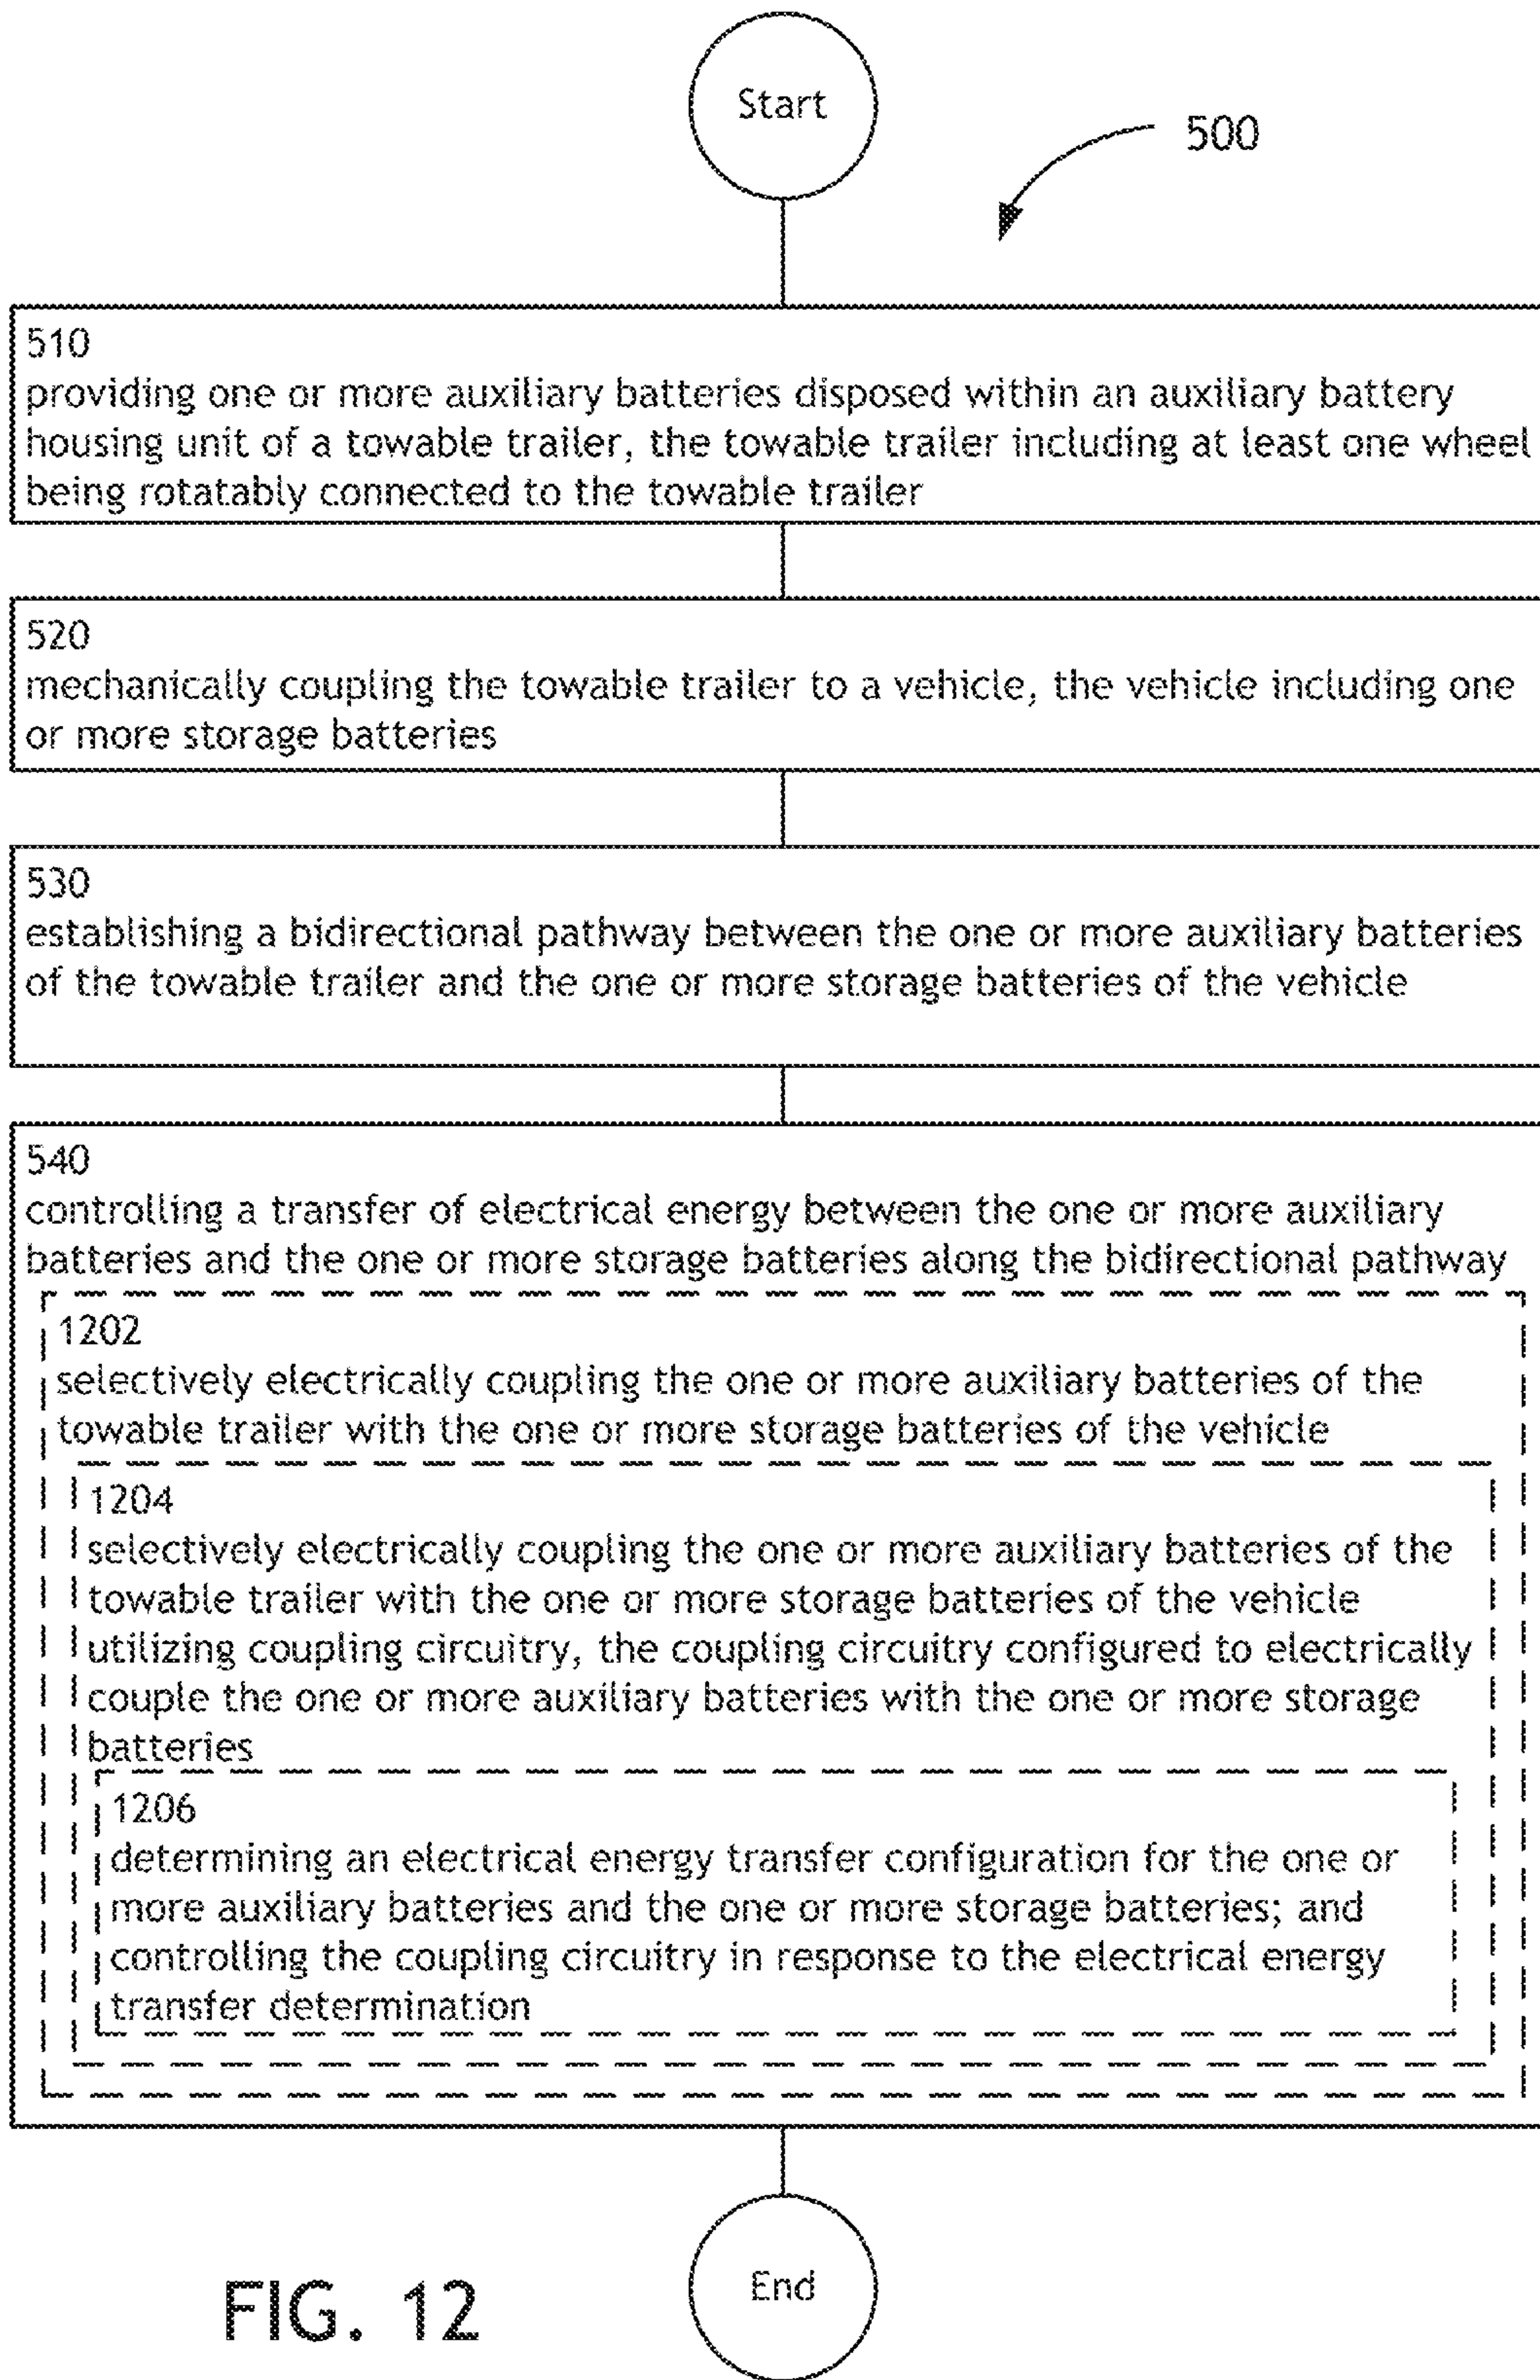 Start
500
510
providing one or more auxiliary batteries disposed within an auxiliary battery
housing unit of a towable trailer, the towable trailer including at least one wheel
being rotatably connected to the towable trailer
520
mechanically coupling the towable trailer to a vehicle, the vehicle including one
or more storage batteries
530
establishing a bidirectional pathway between the one or more auxiliary batteries
of the towable trailer and the one or more storage batteries of the vehicle
540
controlling a transfer of electrical energy between the one or more auxiliary
batteries and the one or more storage batteries along the bidirectional pathway
1202
selectively electrically coupling the one or more auxiliary batteries of the
towable trailer with the one or more storage batteries of the vehicle
1204
selectively electrically coupling the one or more auxiliary batteries of the
towable trailer with the one or more storage batteries of the vehicle
utilizing coupling circuitry, the coupling circuitry configured to electrically
couple the one or more auxiliary batteries with the one or more storage
batteries
1206
determining an electrical energy transfer configuration for the one or
more auxiliary batteries and the one or more storage batteries; and
controlling the coupling circuitry in response to the electrical energy
transfer determination
End
FIG. 12